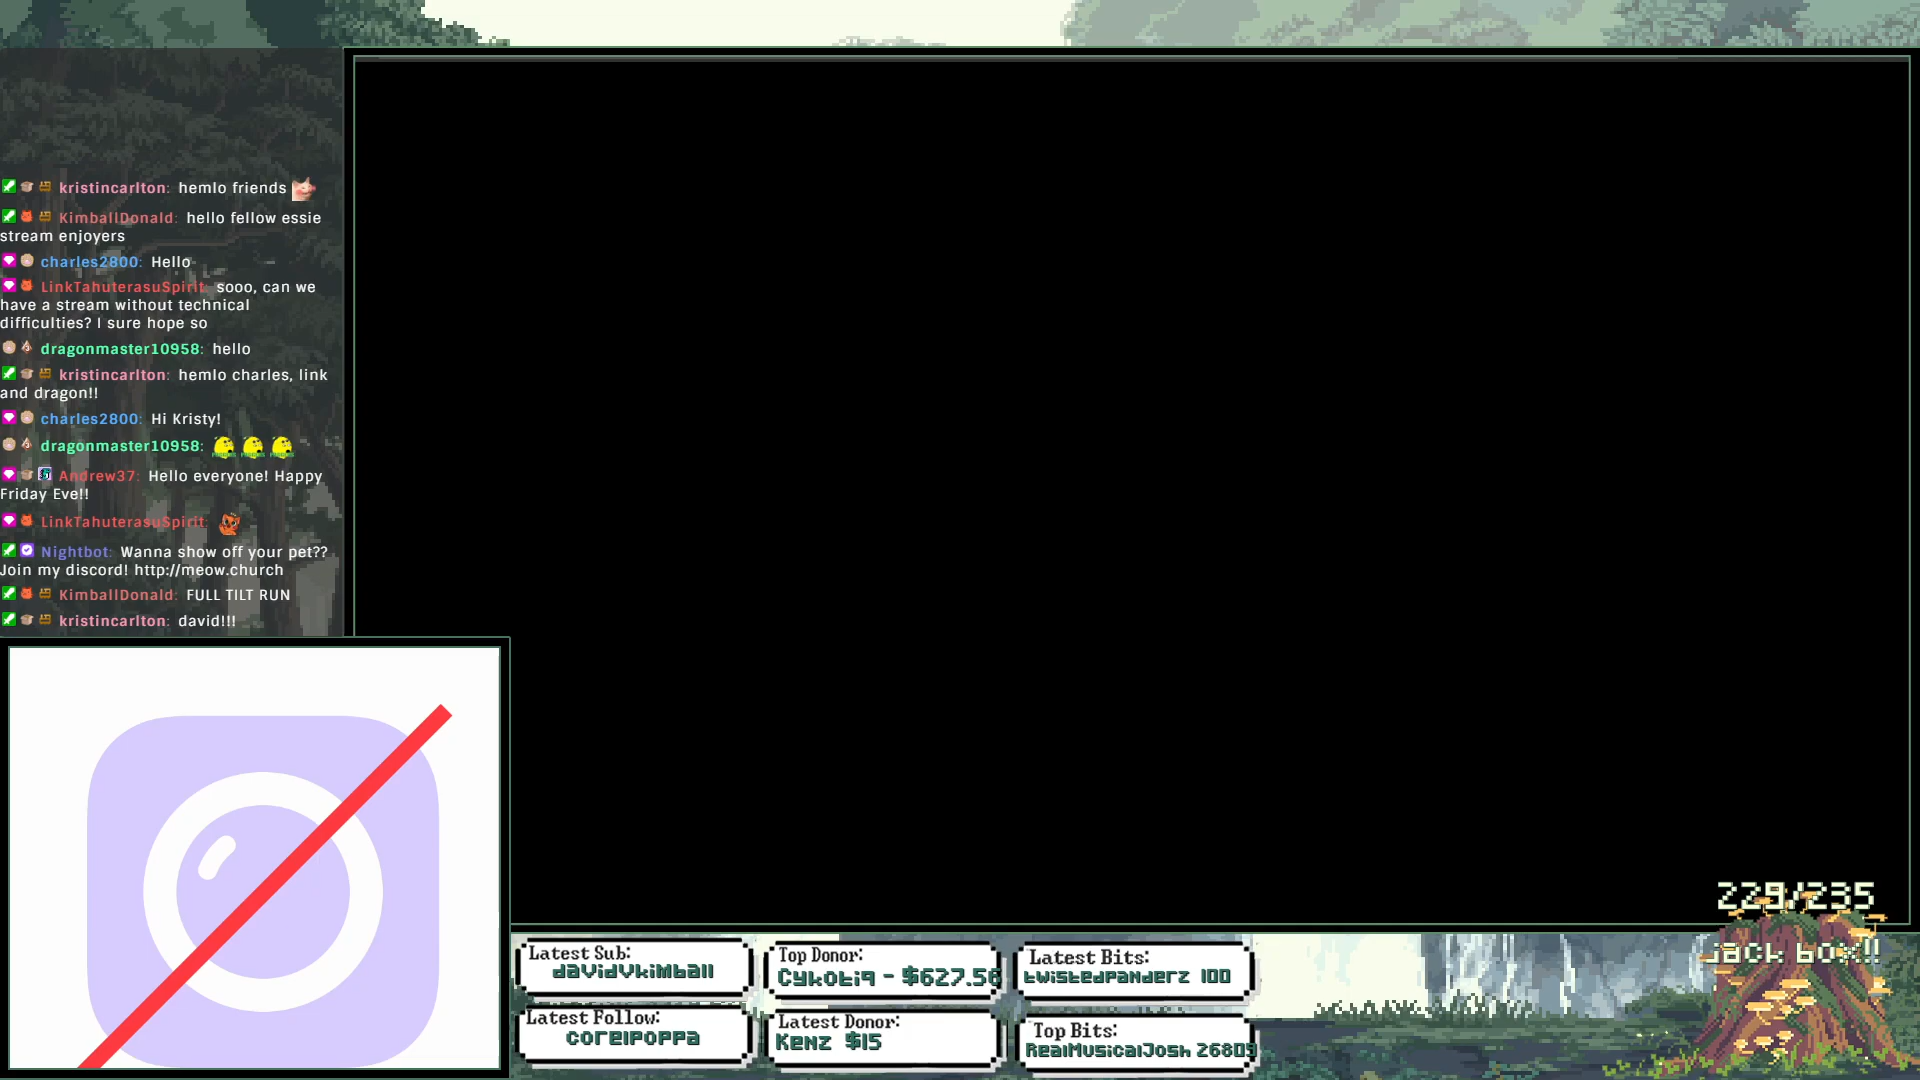 kristincarlton: hemlo friends
KimballDonald: hello fellow essie
stream enjoyers
charles2800: Hello
LinkTahuterasuSpirit: sooo, can we
have a stream without technical
difficulties? I sure hope so
dragonmaster10958: hello
kristincarlton: hemlo charles, link
and dragon!!
charles2800: Hi Kristy!
dragonmaster10958:
Andrew37: Hello everyone! Happy
Friday Eve!!
LinkTahuterasuSpirit:
Nightbot: Wanna show off your pet??
Join my discord! http://meow.church
KimballDonald: FULL TILT RUN
kristincarlton: david!!!
229/235
jack box!!
Latest Sub:
davidvkimball
Top Donor:
Cykotiq - $627.56
Latest Bits:
twistedpanderz 100
Latest Follow:
corelpoppa
Latest Donor:
Kenz $15
Top Bits:
RealMusicalJosh 26809